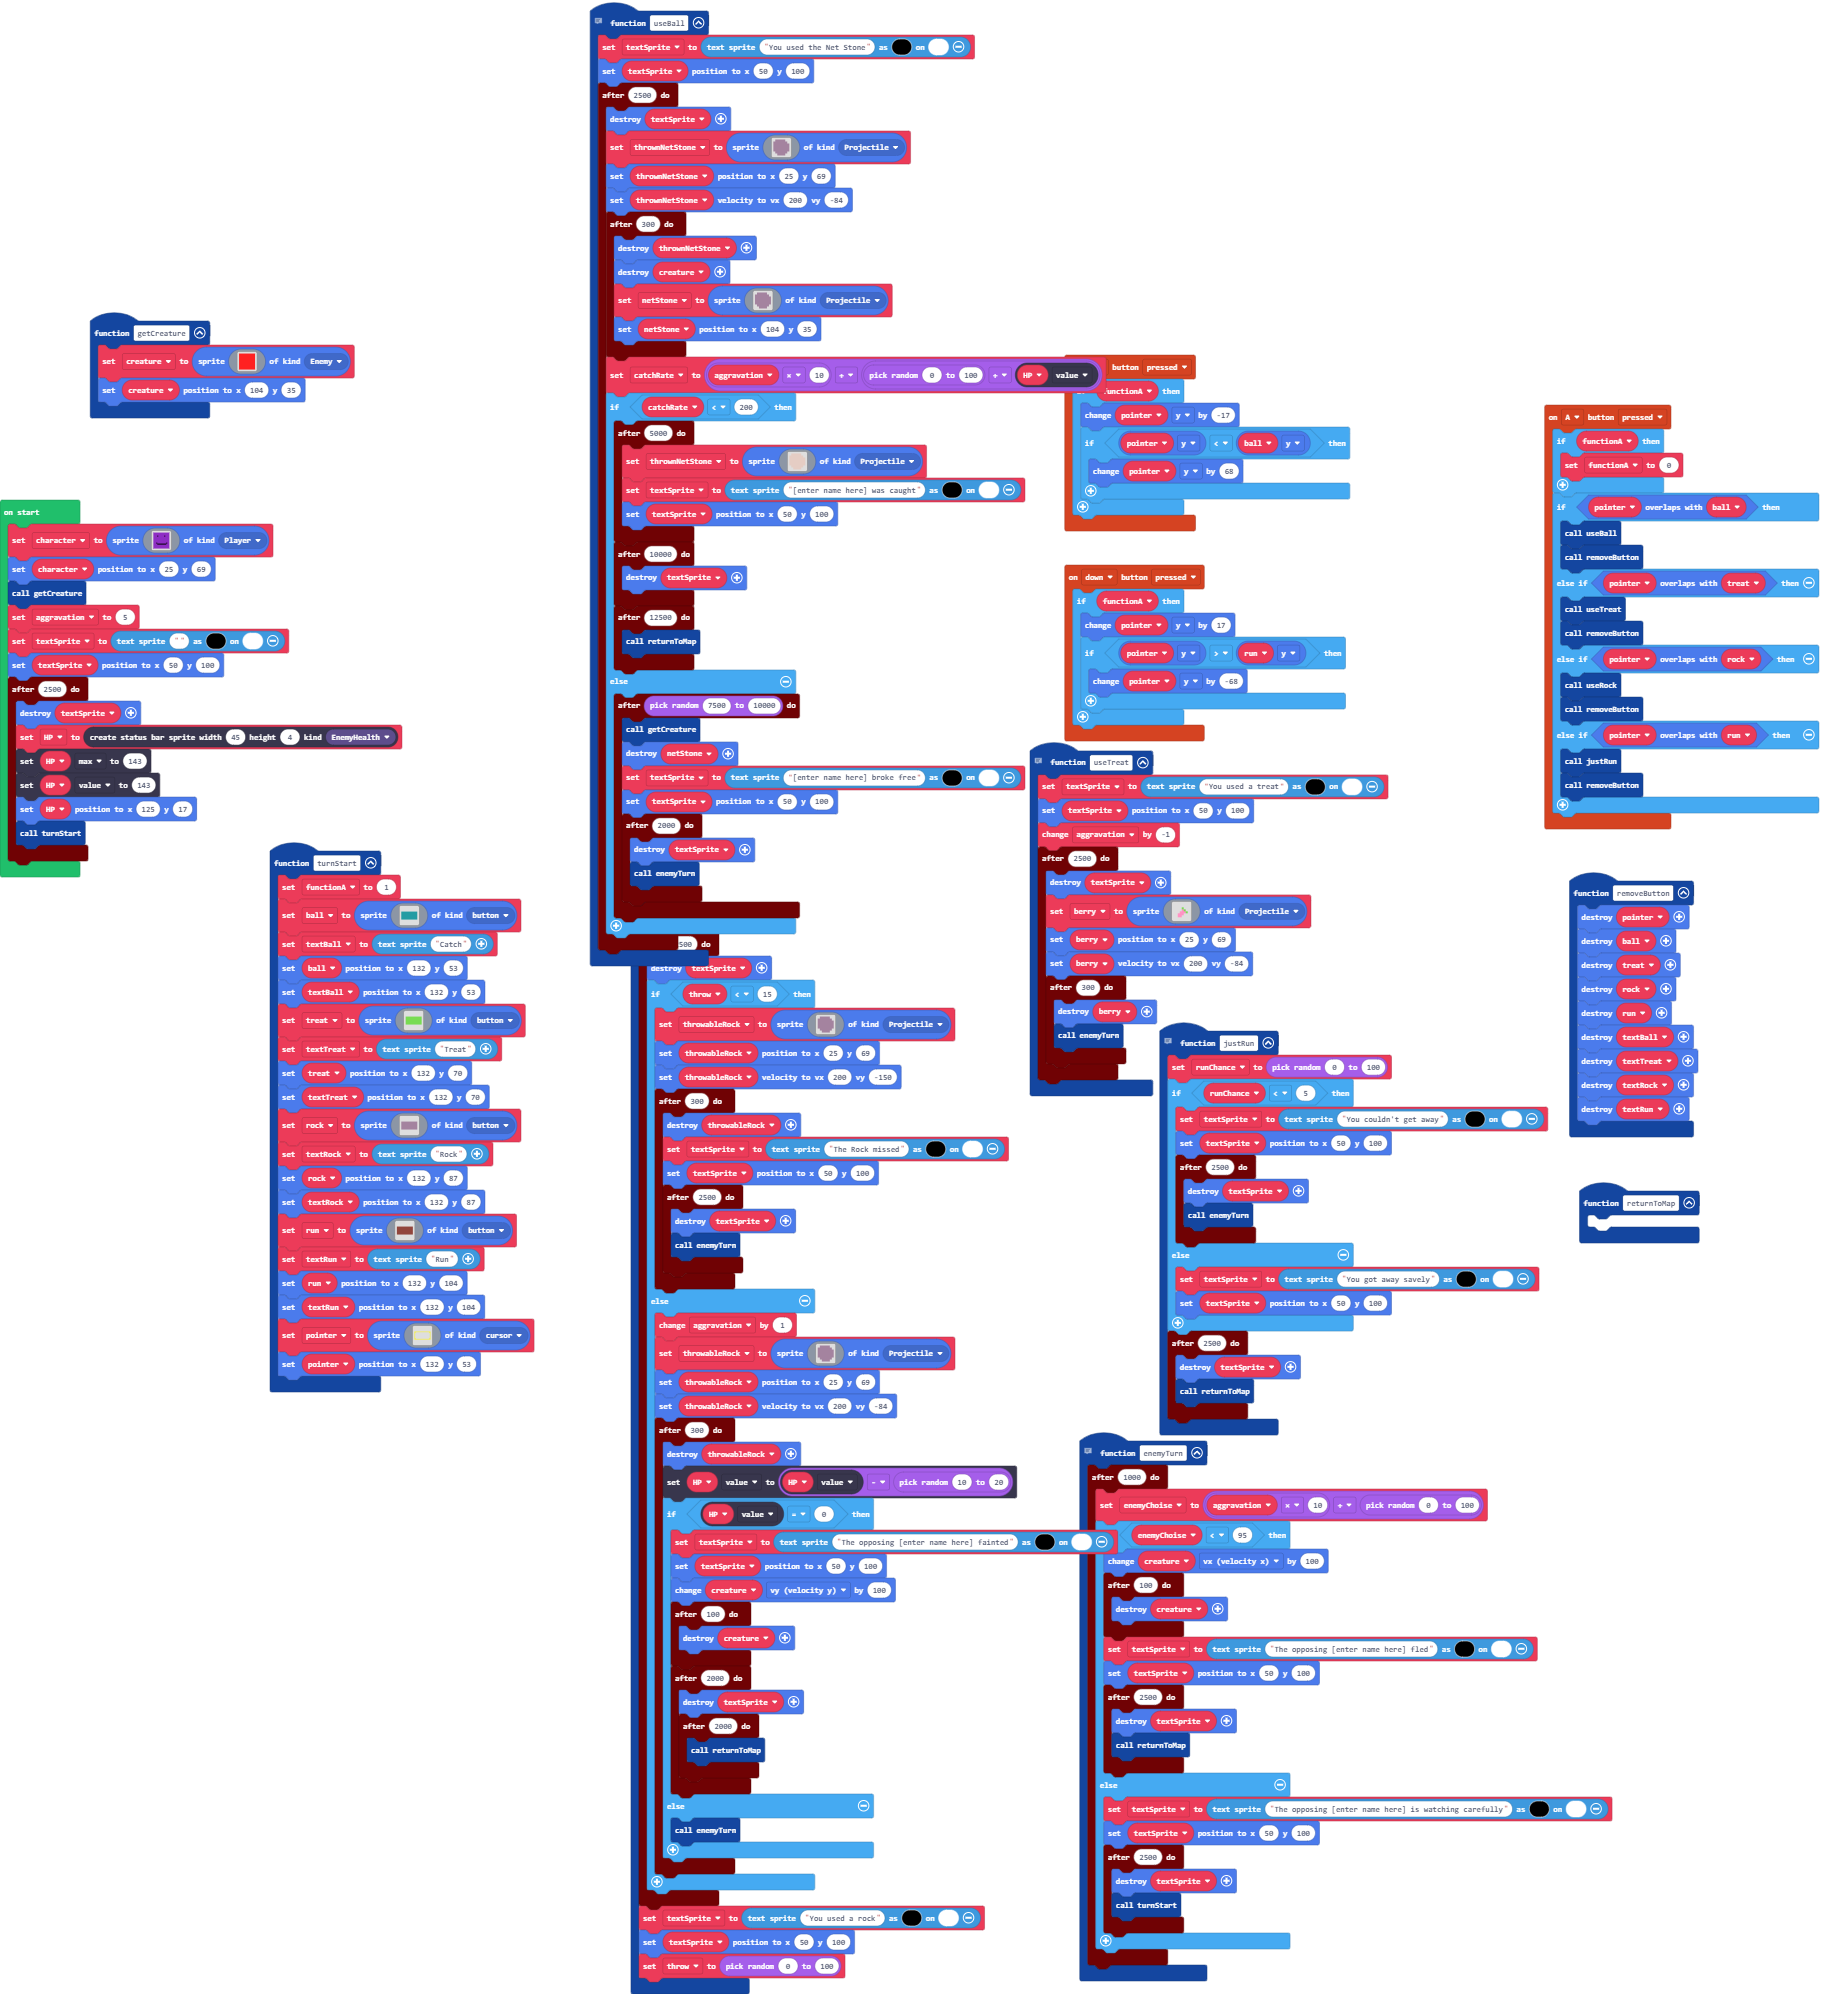 function getCreature
set creature to sprite of kind Enemy
set creature position to x 104 y 35
on start
set character to sprite of kind Player
set character position to x 25 y 69
call getCreature
set aggravation to 5
set textSprite to text sprite "" as on
set textSprite position to x 50 y 100
after 2500 do
destroy textSprite
set HP to create status bar sprite width 45 height 4 kind EnemyHealth
set HP max to 143
set HP value to 143
set HP position to x 125 y 17
call turnStart
function turnStart
set functionA to 1
set ball to sprite of kind button
set textBall to text sprite "Catch"
set ball position to x 132 y 53
set textBall position to x 132 y 53
set treat to sprite of kind button
set textTreat to text sprite "Treat"
set treat position to x 132 y 70
set textTreat position to x 132 y 70
set rock to sprite of kind button
set textRock to text sprite "Rock"
set rock position to x 132 y 87
set textRock position to x 132 y 87
set run to sprite of kind button
set textRun to text sprite "Run"
set run position to x 132 y 104
set textRun position to x 132 y 104
set pointer to sprite of kind cursor
set pointer position to x 132 y 53
function useBall
set textSprite to text sprite "You used the Net Stone" as on
set textSprite position to x 50 y 100
after 2500 do
destroy textSprite
set thrownNetStone to sprite of kind Projectile
set thrownNetStone position to x 25 y 69
set thrownNetStone velocity to vx 200 vy -84
after 300 do
destroy thrownNetStone
destroy creature
set netStone to sprite of kind Projectile
set netStone position to x 104 y 35
set catchRate to aggravation × 10 + pick random 0 to 100 + HP value
if catchRate < 200 then
after 5000 do
set thrownNetStone to sprite of kind Projectile
set textSprite to text sprite "[enter name here] was caught" as on
set textSprite position to x 50 y 100
after 10000 do
destroy textSprite
after 12500 do
call returnToMap
else
after pick random 7500 to 10000 do
call getCreature
destroy netStone
set textSprite to text sprite "[enter name here] broke free" as on
set textSprite position to x 50 y 100
after 2000 do
destroy textSprite
call enemyTurn
500 do
destroy textSprite
if throw < 15 then
set throwableRock to sprite of kind Projectile
set throwableRock position to x 25 y 69
set throwableRock velocity to vx 200 vy -150
after 300 do
destroy throwableRock
set textSprite to text sprite "The Rock missed" as on
set textSprite position to x 50 y 100
after 2500 do
destroy textSprite
call enemyTurn
else
change aggravation by 1
set throwableRock to sprite of kind Projectile
set throwableRock position to x 25 y 69
set throwableRock velocity to vx 200 vy -84
after 300 do
destroy throwableRock
set HP value to HP value - pick random 10 to 20
if HP value = 0 then
set textSprite to text sprite "The opposing [enter name here] fainted" as on
set textSprite position to x 50 y 100
change creature vy (velocity y) by 100
after 100 do
destroy creature
after 2000 do
destroy textSprite
after 2000 do
call returnToMap
else
call enemyTurn
set textSprite to text sprite "You used a rock" as on
set textSprite position to x 50 y 100
set throw to pick random 0 to 100
button pressed
functionA then
change pointer y by -17
if pointer y < ball y then
change pointer y by 68
on down button pressed
if functionA then
change pointer y by 17
if pointer y > run y then
change pointer y by -68
function useTreat
set textSprite to text sprite "You used a treat" as on
set textSprite position to x 50 y 100
change aggravation by -1
after 2500 do
destroy textSprite
set berry to sprite of kind Projectile
set berry position to x 25 y 69
set berry velocity to vx 200 vy -84
after 300 do
destroy berry
call enemyTurn
function justRun
set runChance to pick random 0 to 100
if runChance < 5 then
set textSprite to text sprite "You couldn't get away" as on
set textSprite position to x 50 y 100
after 2500 do
destroy textSprite
call enemyTurn
else
set textSprite to text sprite "You got away savely" as on
set textSprite position to x 50 y 100
after 2500 do
destroy textSprite
call returnToMap
function enemyTurn
after 1000 do
set enemyChoise to aggravation × 10 + pick random 0 to 100
enemyChoise < 95 then
change creature vx (velocity x) by 100
after 100 do
destroy creature
set textSprite to text sprite "The opposing [enter name here] fled" as on
set textSprite position to x 50 y 100
after 2500 do
destroy textSprite
call returnToMap
else
set textSprite to text sprite "The opposing [enter name here] is watching carefully" as on
set textSprite position to x 50 y 100
after 2500 do
destroy textSprite
call turnStart
on A button pressed
if functionA then
set functionA to 0
if pointer overlaps with ball then
call useBall
call removeButton
else if pointer overlaps with treat then
call useTreat
call removeButton
else if pointer overlaps with rock then
call useRock
call removeButton
else if pointer overlaps with run then
call justRun
call removeButton
function removeButton
destroy pointer
destroy ball
destroy treat
destroy rock
destroy run
destroy textBall
destroy textTreat
destroy textRock
destroy textRun
function returnToMap